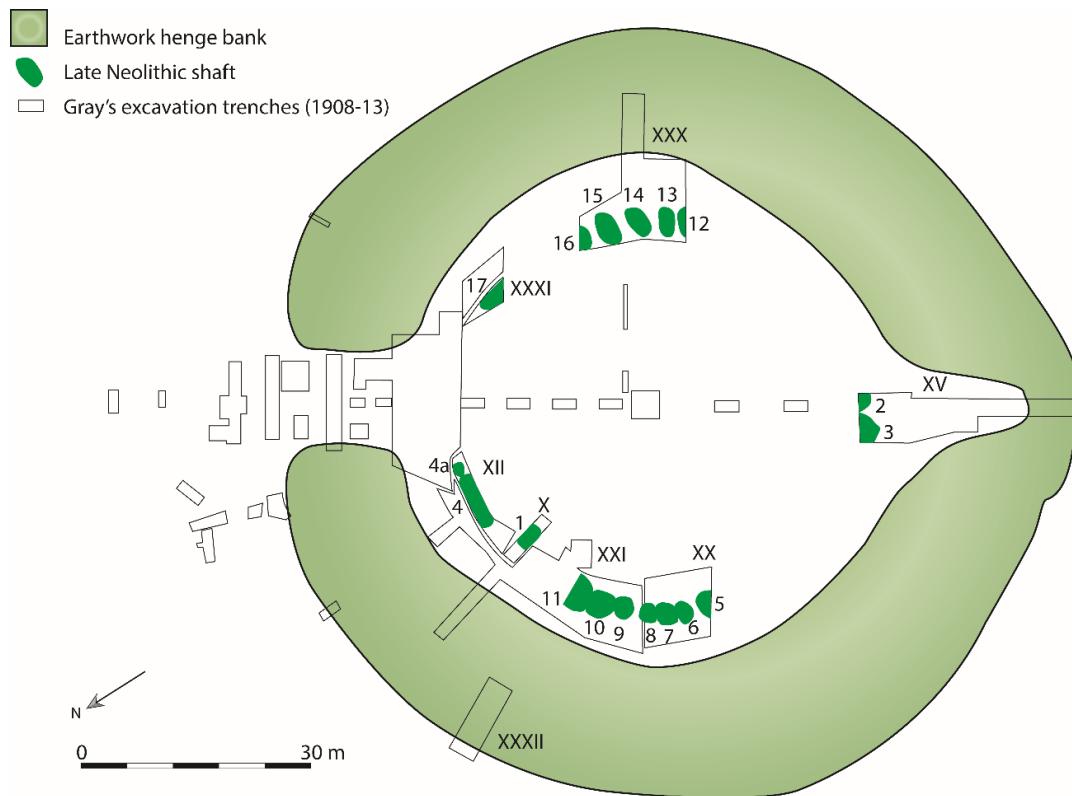 Earthwork henge bank
Late Neolithic shaft
Gray's excavation trenches (1908-13)
XXX
15 14 13
12
16
17
XXXI
XV
2
3
4a
XII
4
1
X
XXI
XX
11
10
9
8
7
6
5
XXXII
N
0 30 m